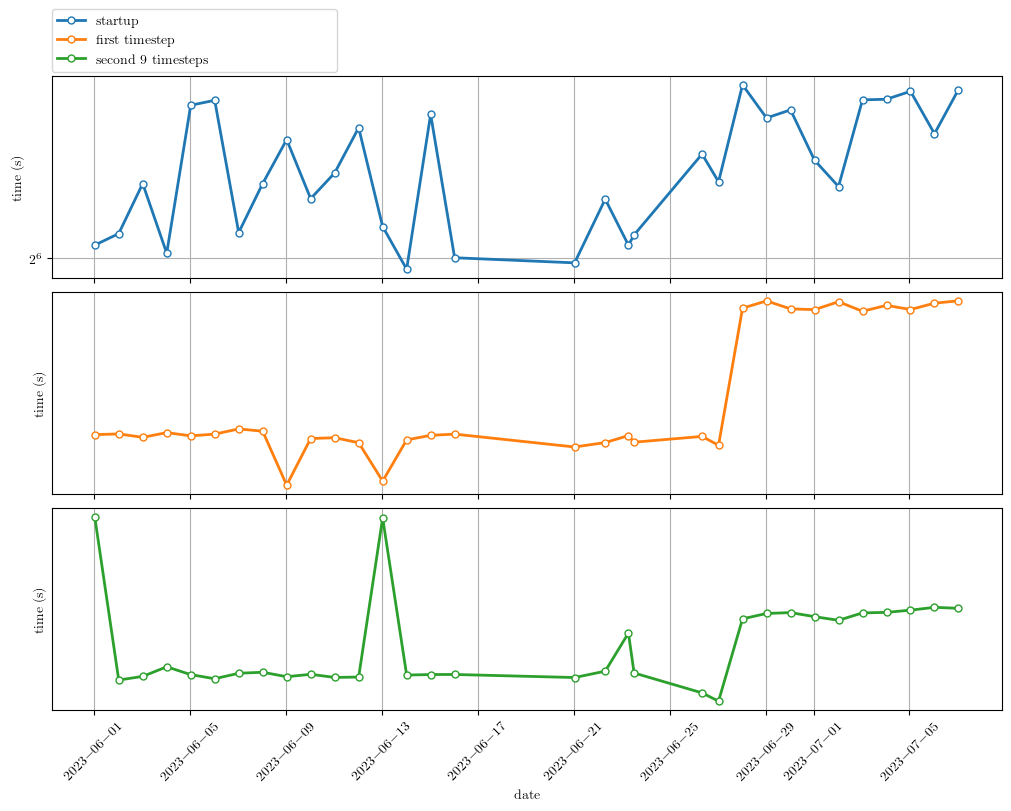 startup
first timestep
second 9 timesteps
time (s)
2^6
time (s)
time (s)
2023−06−01
2023−06−05
2023−06−09
2023−06−13
2023−06−17
2023−06−21
2023−06−25
2023−06−29
2023−07−01
2023−07−05
date